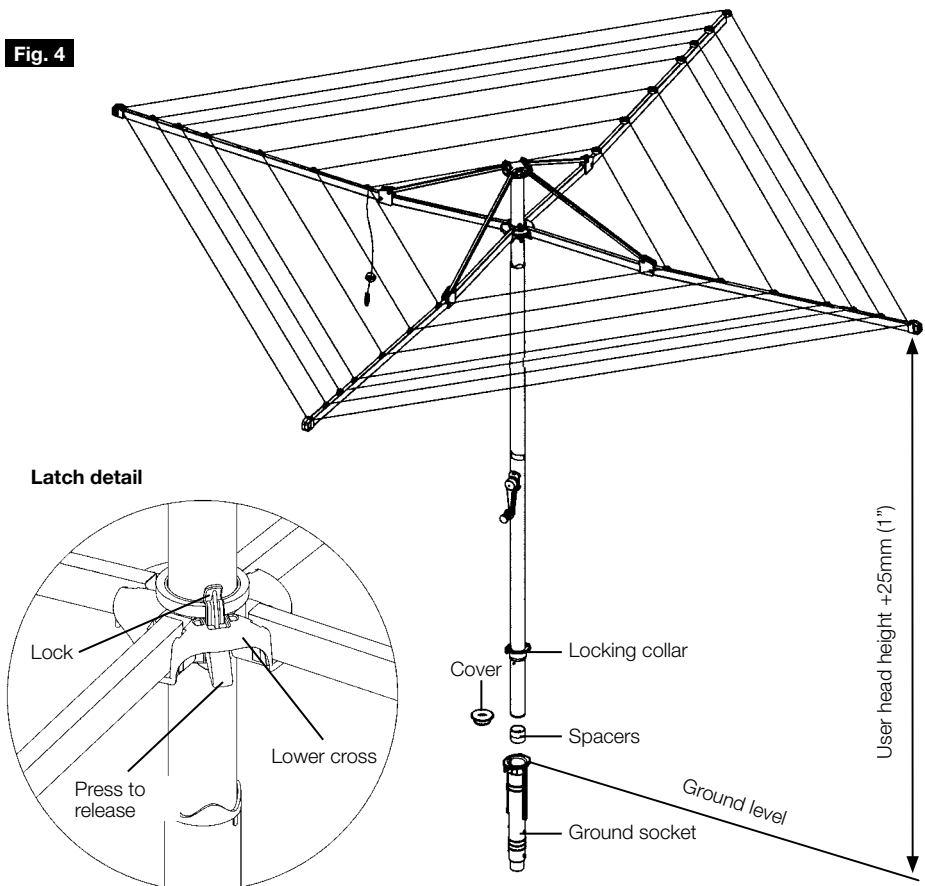 Fig. 4
Latch detail
Lock
Press to
release
Lower cross
Cover
Locking collar
Spacers
Ground socket
Ground level
User head height +25mm (1”)